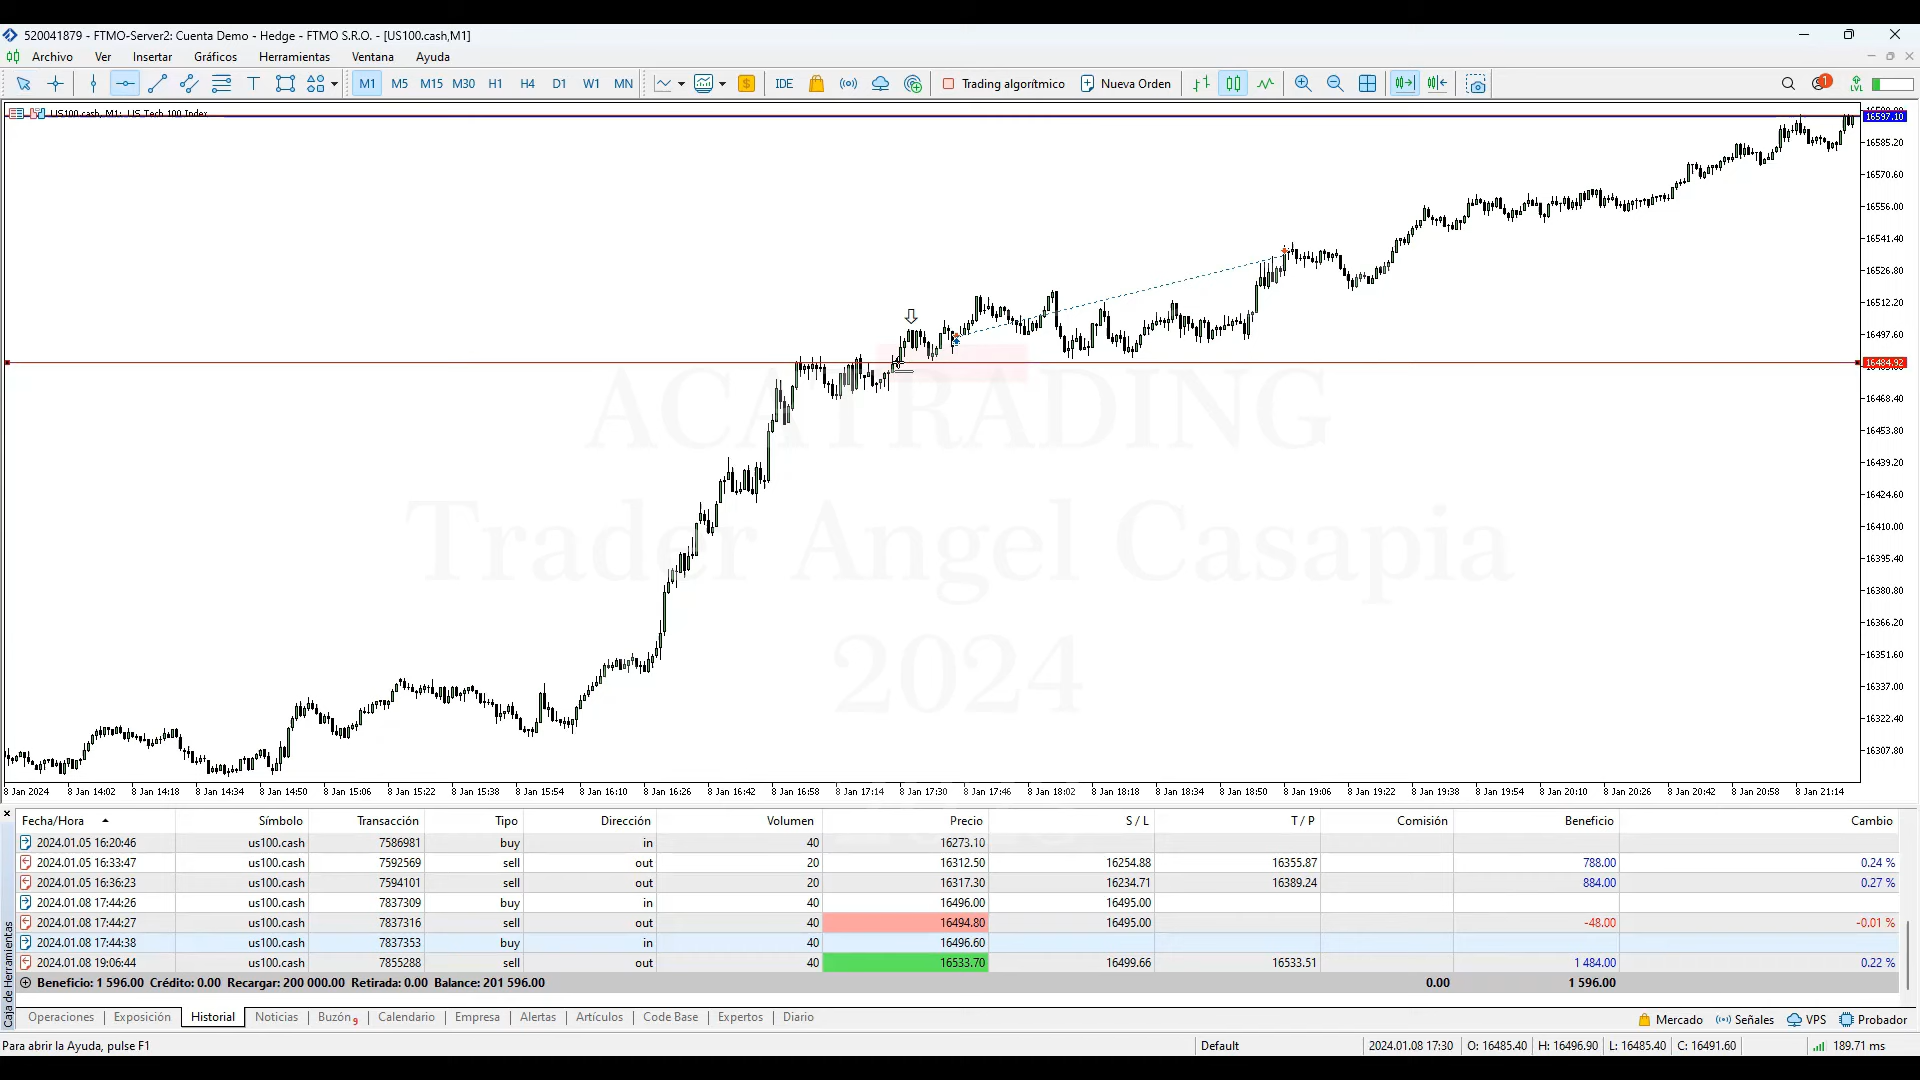 520041879 - FTMO-Server2: Cuenta Demo - Hedge - FTMO S.R.O. - [US100.cash,M1]
Archivo Ver Insertar Gráficos Herramientas Ventana Ayuda
M1 M5 M15 M30 H1 H4 D1 W1 MN IDE Trading algorítmico Nueva Orden 1 LVL
US100.cash, M1: US Tech 100 Index
16597.10
16585.20
16570.60
16556.00
16541.40
16526.80
16512.20
16497.60
16484.92
16468.40
16453.80
16439.20
16424.60
16410.00
16395.40
16380.80
16366.20
16351.60
16337.00
16322.40
16307.80
ACATRADING
Trader Angel Casapia
2024
8 Jan 2024 8 Jan 14:02 8 Jan 14:18 8 Jan 14:34 8 Jan 14:50 8 Jan 15:06 8 Jan 15:22 8 Jan 15:38 8 Jan 15:54 8 Jan 16:10 8 Jan 16:26 8 Jan 16:42 8 Jan 16:58 8 Jan 17:14 8 Jan 17:30 8 Jan 17:46 8 Jan 18:02 8 Jan 18:18 8 Jan 18:34 8 Jan 18:50 8 Jan 19:06 8 Jan 19:22 8 Jan 19:38 8 Jan 19:54 8 Jan 20:10 8 Jan 20:26 8 Jan 20:42 8 Jan 20:58 8 Jan 21:14
Fecha/Hora Símbolo Transacción Tipo Dirección Volumen Precio S / L T / P Comisión Beneficio Cambio
2024.01.05 16:20:46 us100.cash 7586981 buy in 40 16273.10
2024.01.05 16:33:47 us100.cash 7592569 sell out 20 16312.50 16254.88 16355.87 788.00 0.24 %
2024.01.05 16:36:23 us100.cash 7594101 sell out 20 16317.30 16234.71 16389.24 884.00 0.27 %
2024.01.08 17:44:26 us100.cash 7837309 buy in 40 16496.00 16495.00
2024.01.08 17:44:27 us100.cash 7837316 sell out 40 16494.80 16495.00 -48.00 -0.01 %
2024.01.08 17:44:38 us100.cash 7837353 buy in 40 16496.60
2024.01.08 19:06:44 us100.cash 7855288 sell out 40 16533.70 16499.66 16533.51 1 484.00 0.22 %
Beneficio: 1 596.00 Crédito: 0.00 Recargar: 200 000.00 Retirada: 0.00 Balance: 201 596.00 0.00 1 596.00
Caja de Herramientas
Operaciones Exposición Historial Noticias Buzón 9 Calendario Empresa Alertas Artículos Code Base Expertos Diario Mercado Señales VPS Probador
Para abrir la Ayuda, pulse F1 Default 2024.01.08 17:30 O: 16485.40 H: 16496.90 L: 16485.40 C: 16491.60 189.71 ms